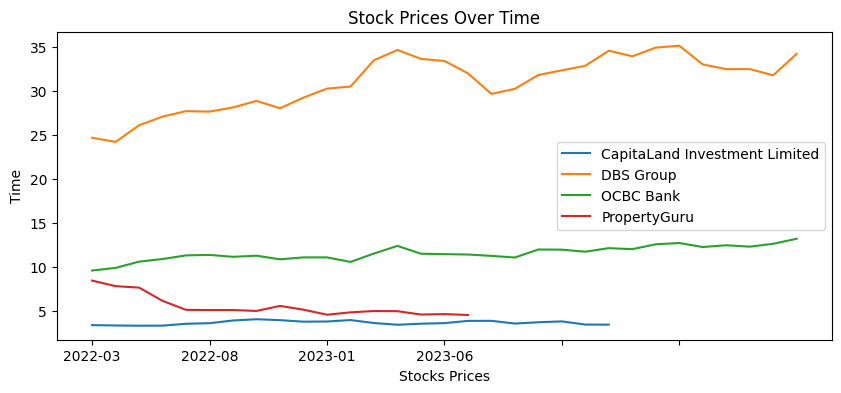 Stock Prices Over Time
35
30
25
20
15
10
5
Time
CapitaLand Investment Limited
DBS Group
OCBC Bank
PropertyGuru
2022-03 2022-08 2023-01 2023-06
Stocks Prices